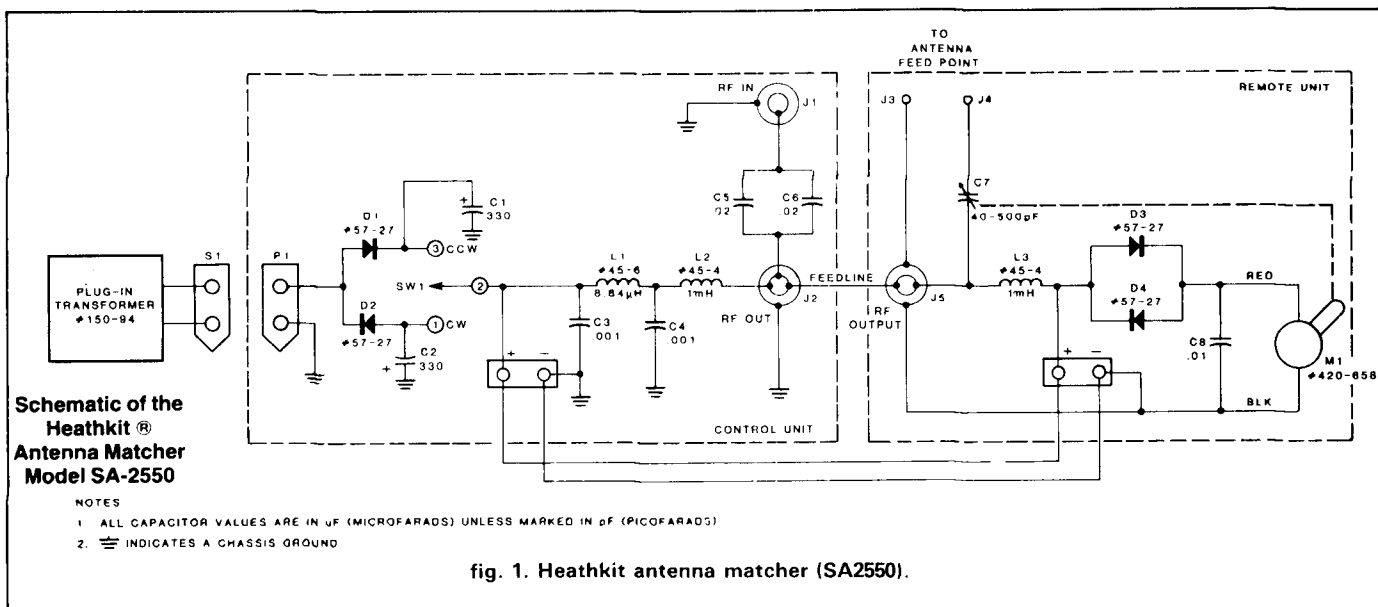 TO
ANTENNA
FEED POINT
RF IN
J1
J3
J4
REMOTE UNIT
C1
330
C5
.02
C6
.02
C7
40-500pF
D1
#57-27
D3
#57-27
S1
P1
3 CCW
PLUG-IN
TRANSFORMER
#150-94
SW1
2
L1
#45-6
8.84µH
L2
#45-4
1mH
FEEDLINE
J2
RF OUT
J5
RF
OUTPUT
L3
#45-4
1mH
D4
#57-27
RED
D2
#57-27
1 CW
C2
330
C3
.001
C4
.001
C8
.01
M1
#420-658
BLK
+ -
+ -
CONTROL UNIT
Schematic of the
Heathkit ®
Antenna Matcher
Model SA-2550
NOTES
1 ALL CAPACITOR VALUES ARE IN uF (MICROFARADS) UNLESS MARKED IN pF (PICOFARADS)
2. INDICATES A CHASSIS GROUND
fig. 1. Heathkit antenna matcher (SA2550).